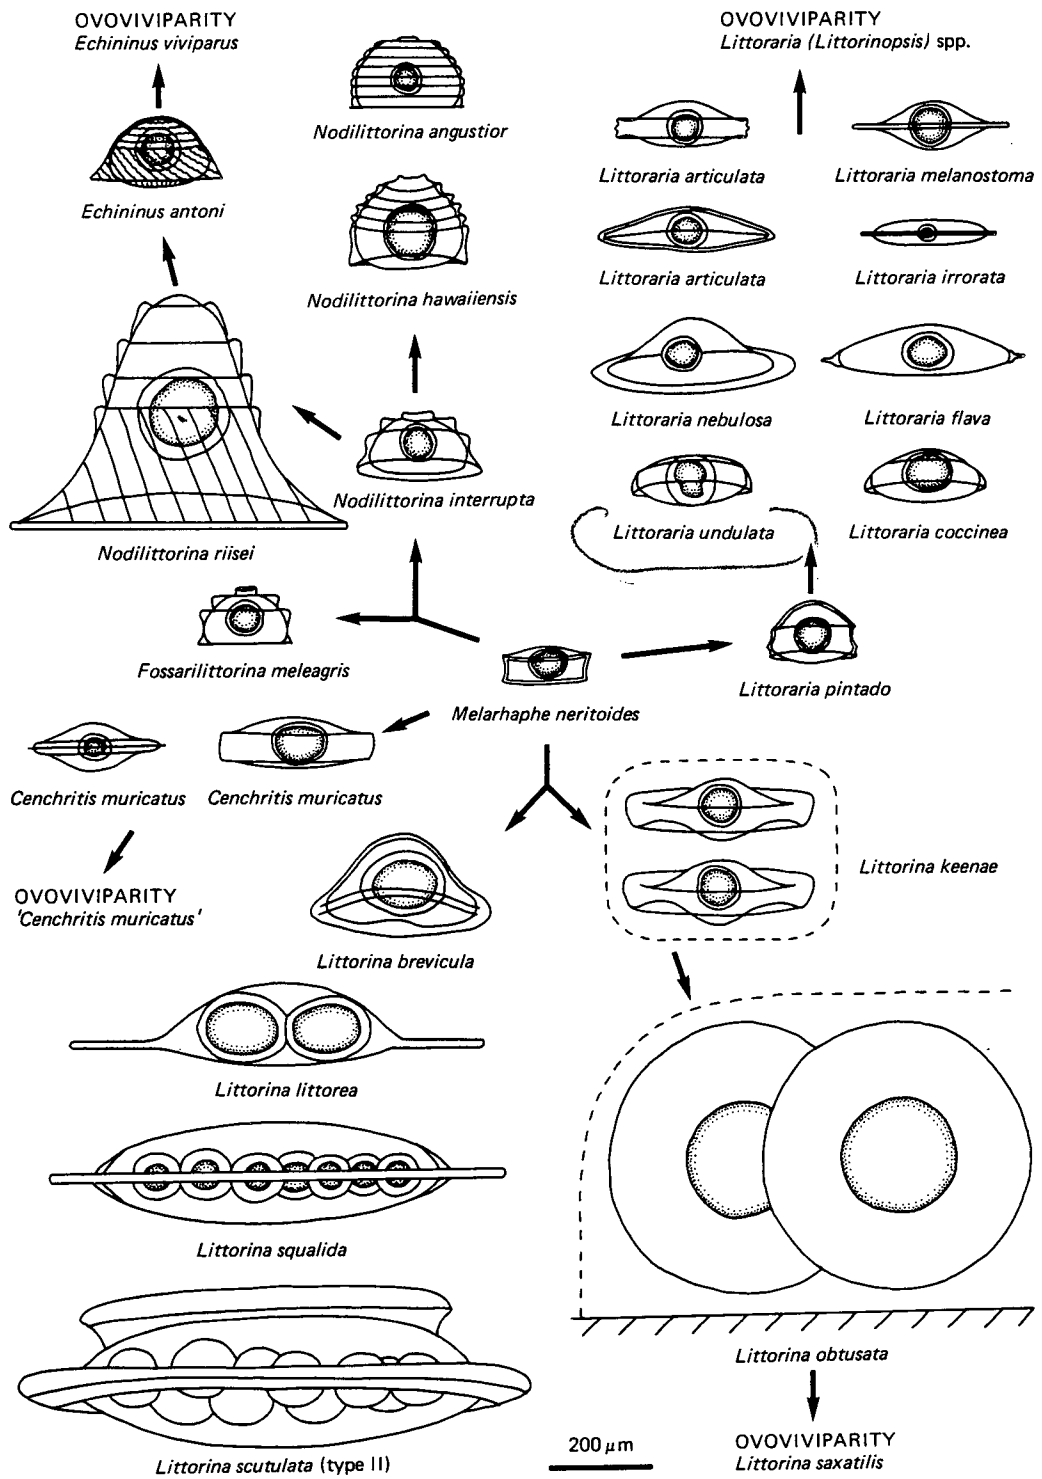 OVOVIVIPARITY
Echininus viviparus
OVOVIVIPARITY
Littoraria (Littorinopsis) spp.
Nodilittorina angustior
Littoraria articulata
Littoraria melanostoma
Echininus antoni
Littoraria articulata
Littoraria irrorata
Nodilittorina hawaiiensis
Littoraria nebulosa
Littoraria flava
Nodilittorina interrupta
Littoraria undulata
Littoraria coccinea
Nodilittorina riisei
Fossarilittorina meleagris
Littoraria pintado
Melarhaphe neritoides
Cenchritis muricatus
Cenchritis muricatus
Littorina keenae
OVOVIVIPARITY
'Cenchritis muricatus'
Littorina brevicula
Littorina littorea
Littorina squalida
Littorina obtusata
200 μm
OVOVIVIPARITY
Littorina saxatilis
Littorina scutulata (type II)